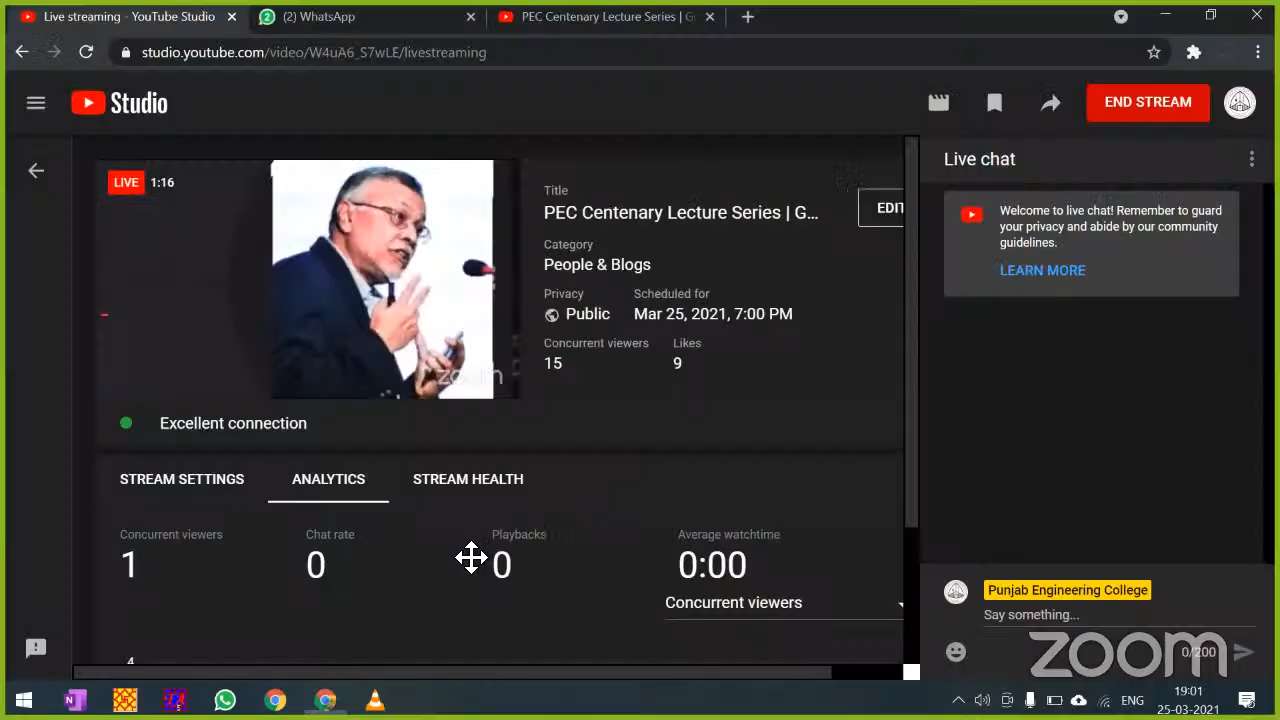 Live streaming - YouTube Studio
(2) WhatsApp
PEC Centenary Lecture Series | G
studio.youtube.com/video/W4uA6_S7wLE/livestreaming
Studio
END STREAM
LIVE 1:16
zoom
Title
PEC Centenary Lecture Series | G...
EDIT
Category
People & Blogs
Privacy Scheduled for
Public Mar 25, 2021, 7:00 PM
Concurrent viewers Likes
15 9
Excellent connection
STREAM SETTINGS ANALYTICS STREAM HEALTH
Concurrent viewers Chat rate Playbacks Average watchtime
1 0 0 0:00
Concurrent viewers
4
Live chat
Welcome to live chat! Remember to guard
your privacy and abide by our community
guidelines.
LEARN MORE
Punjab Engineering College
Say something...
0/200
zoom
ENG
19:01
25-03-2021